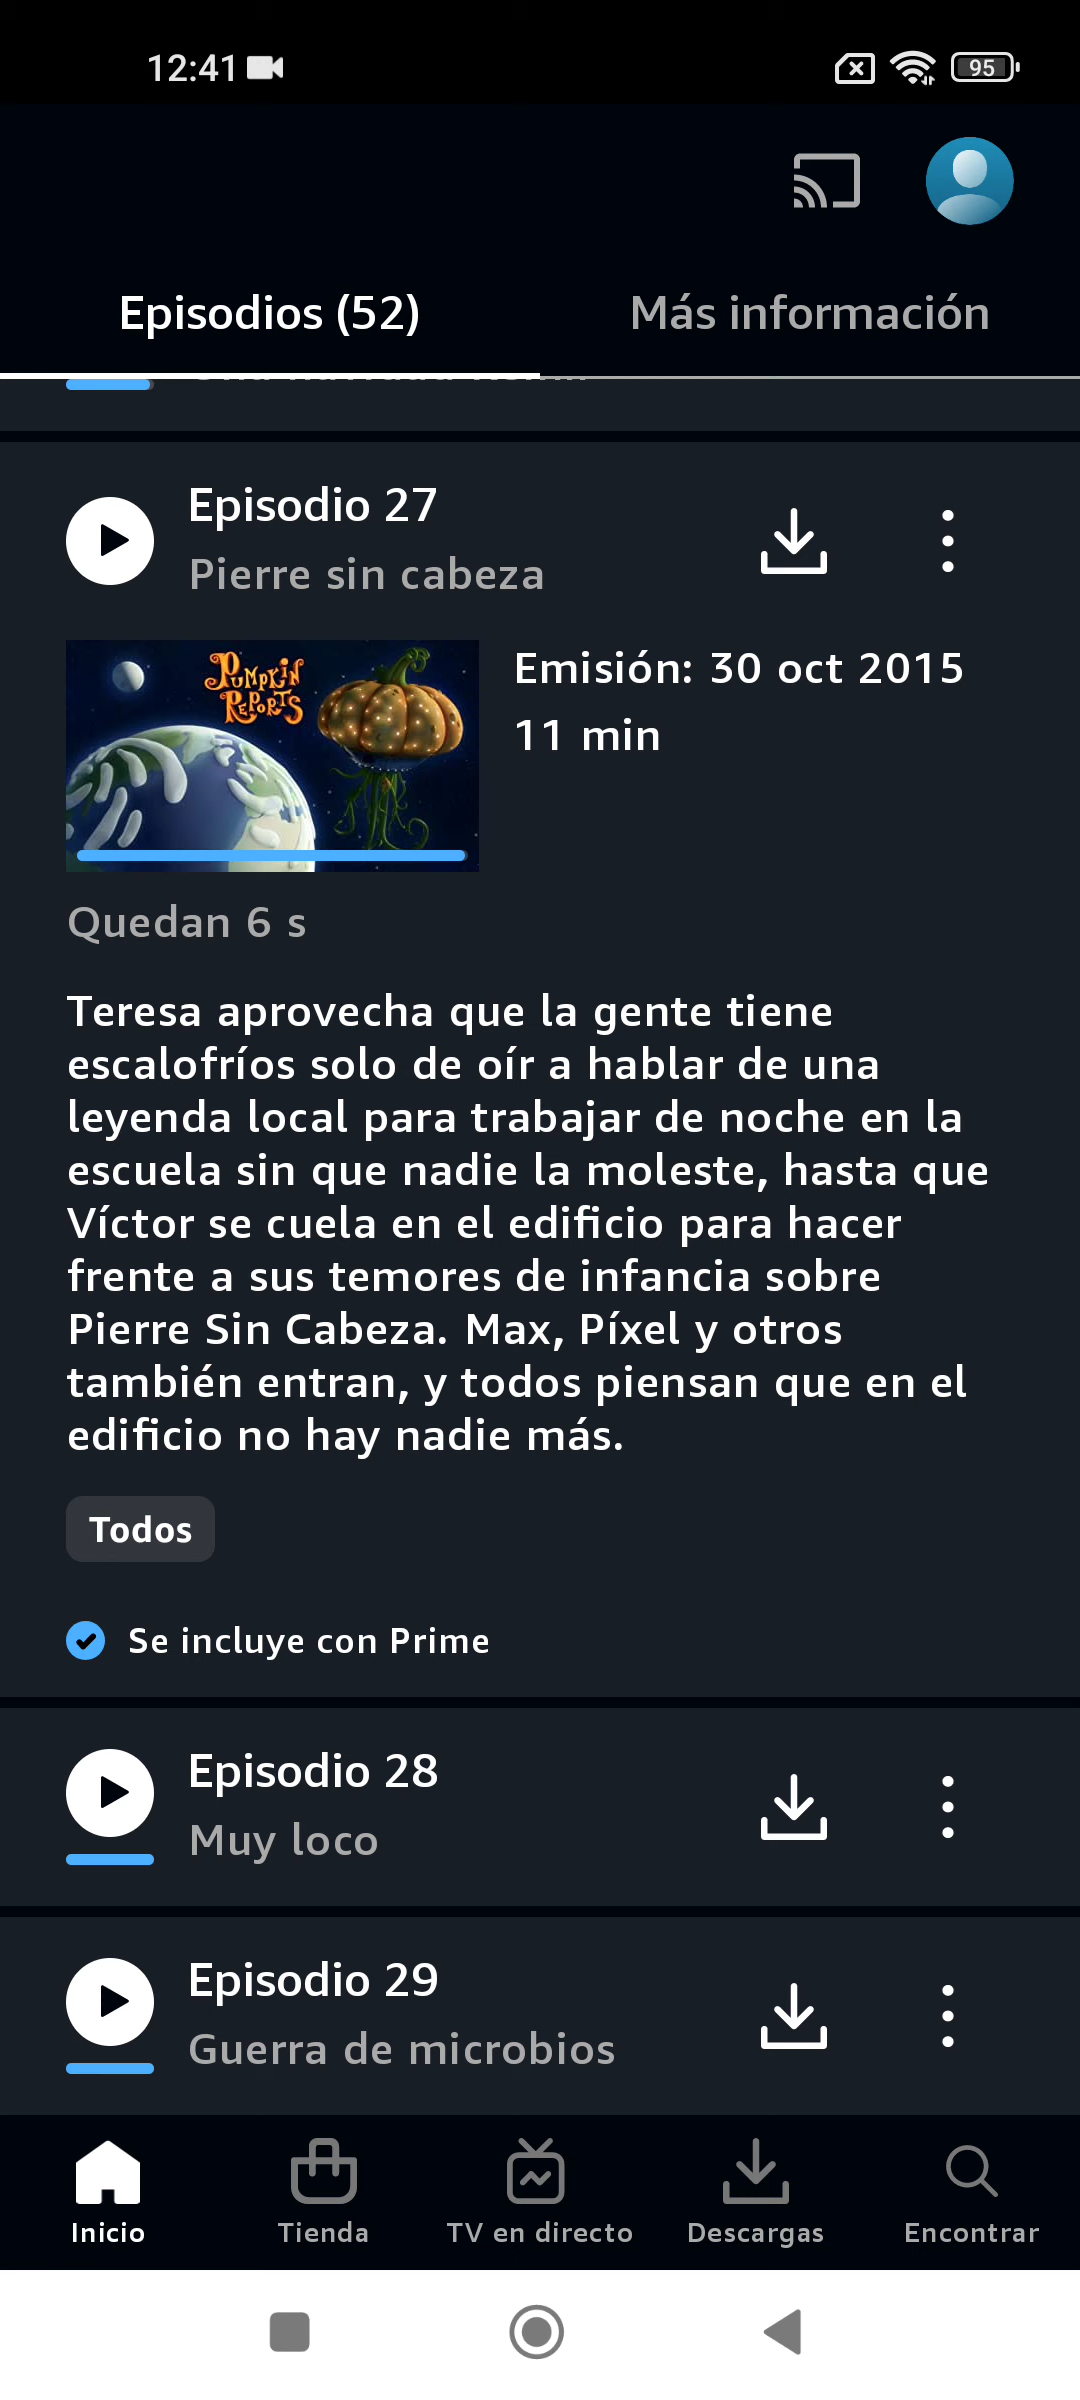 12:41
95
Episodios (52)
Más información
Episodio 27
Pierre sin cabeza
PUMPKIN
REPORTS
Emisión: 30 oct 2015
11 min
Quedan 6 s
Teresa aprovecha que la gente tiene
escalofríos solo de oír a hablar de una
leyenda local para trabajar de noche en la
escuela sin que nadie la moleste, hasta que
Víctor se cuela en el edificio para hacer
frente a sus temores de infancia sobre
Pierre Sin Cabeza. Max, Píxel y otros
también entran, y todos piensan que en el
edificio no hay nadie más.
Todos
Se incluye con Prime
Episodio 28
Muy loco
Episodio 29
Guerra de microbios
Inicio
Tienda
TV en directo
Descargas
Encontrar